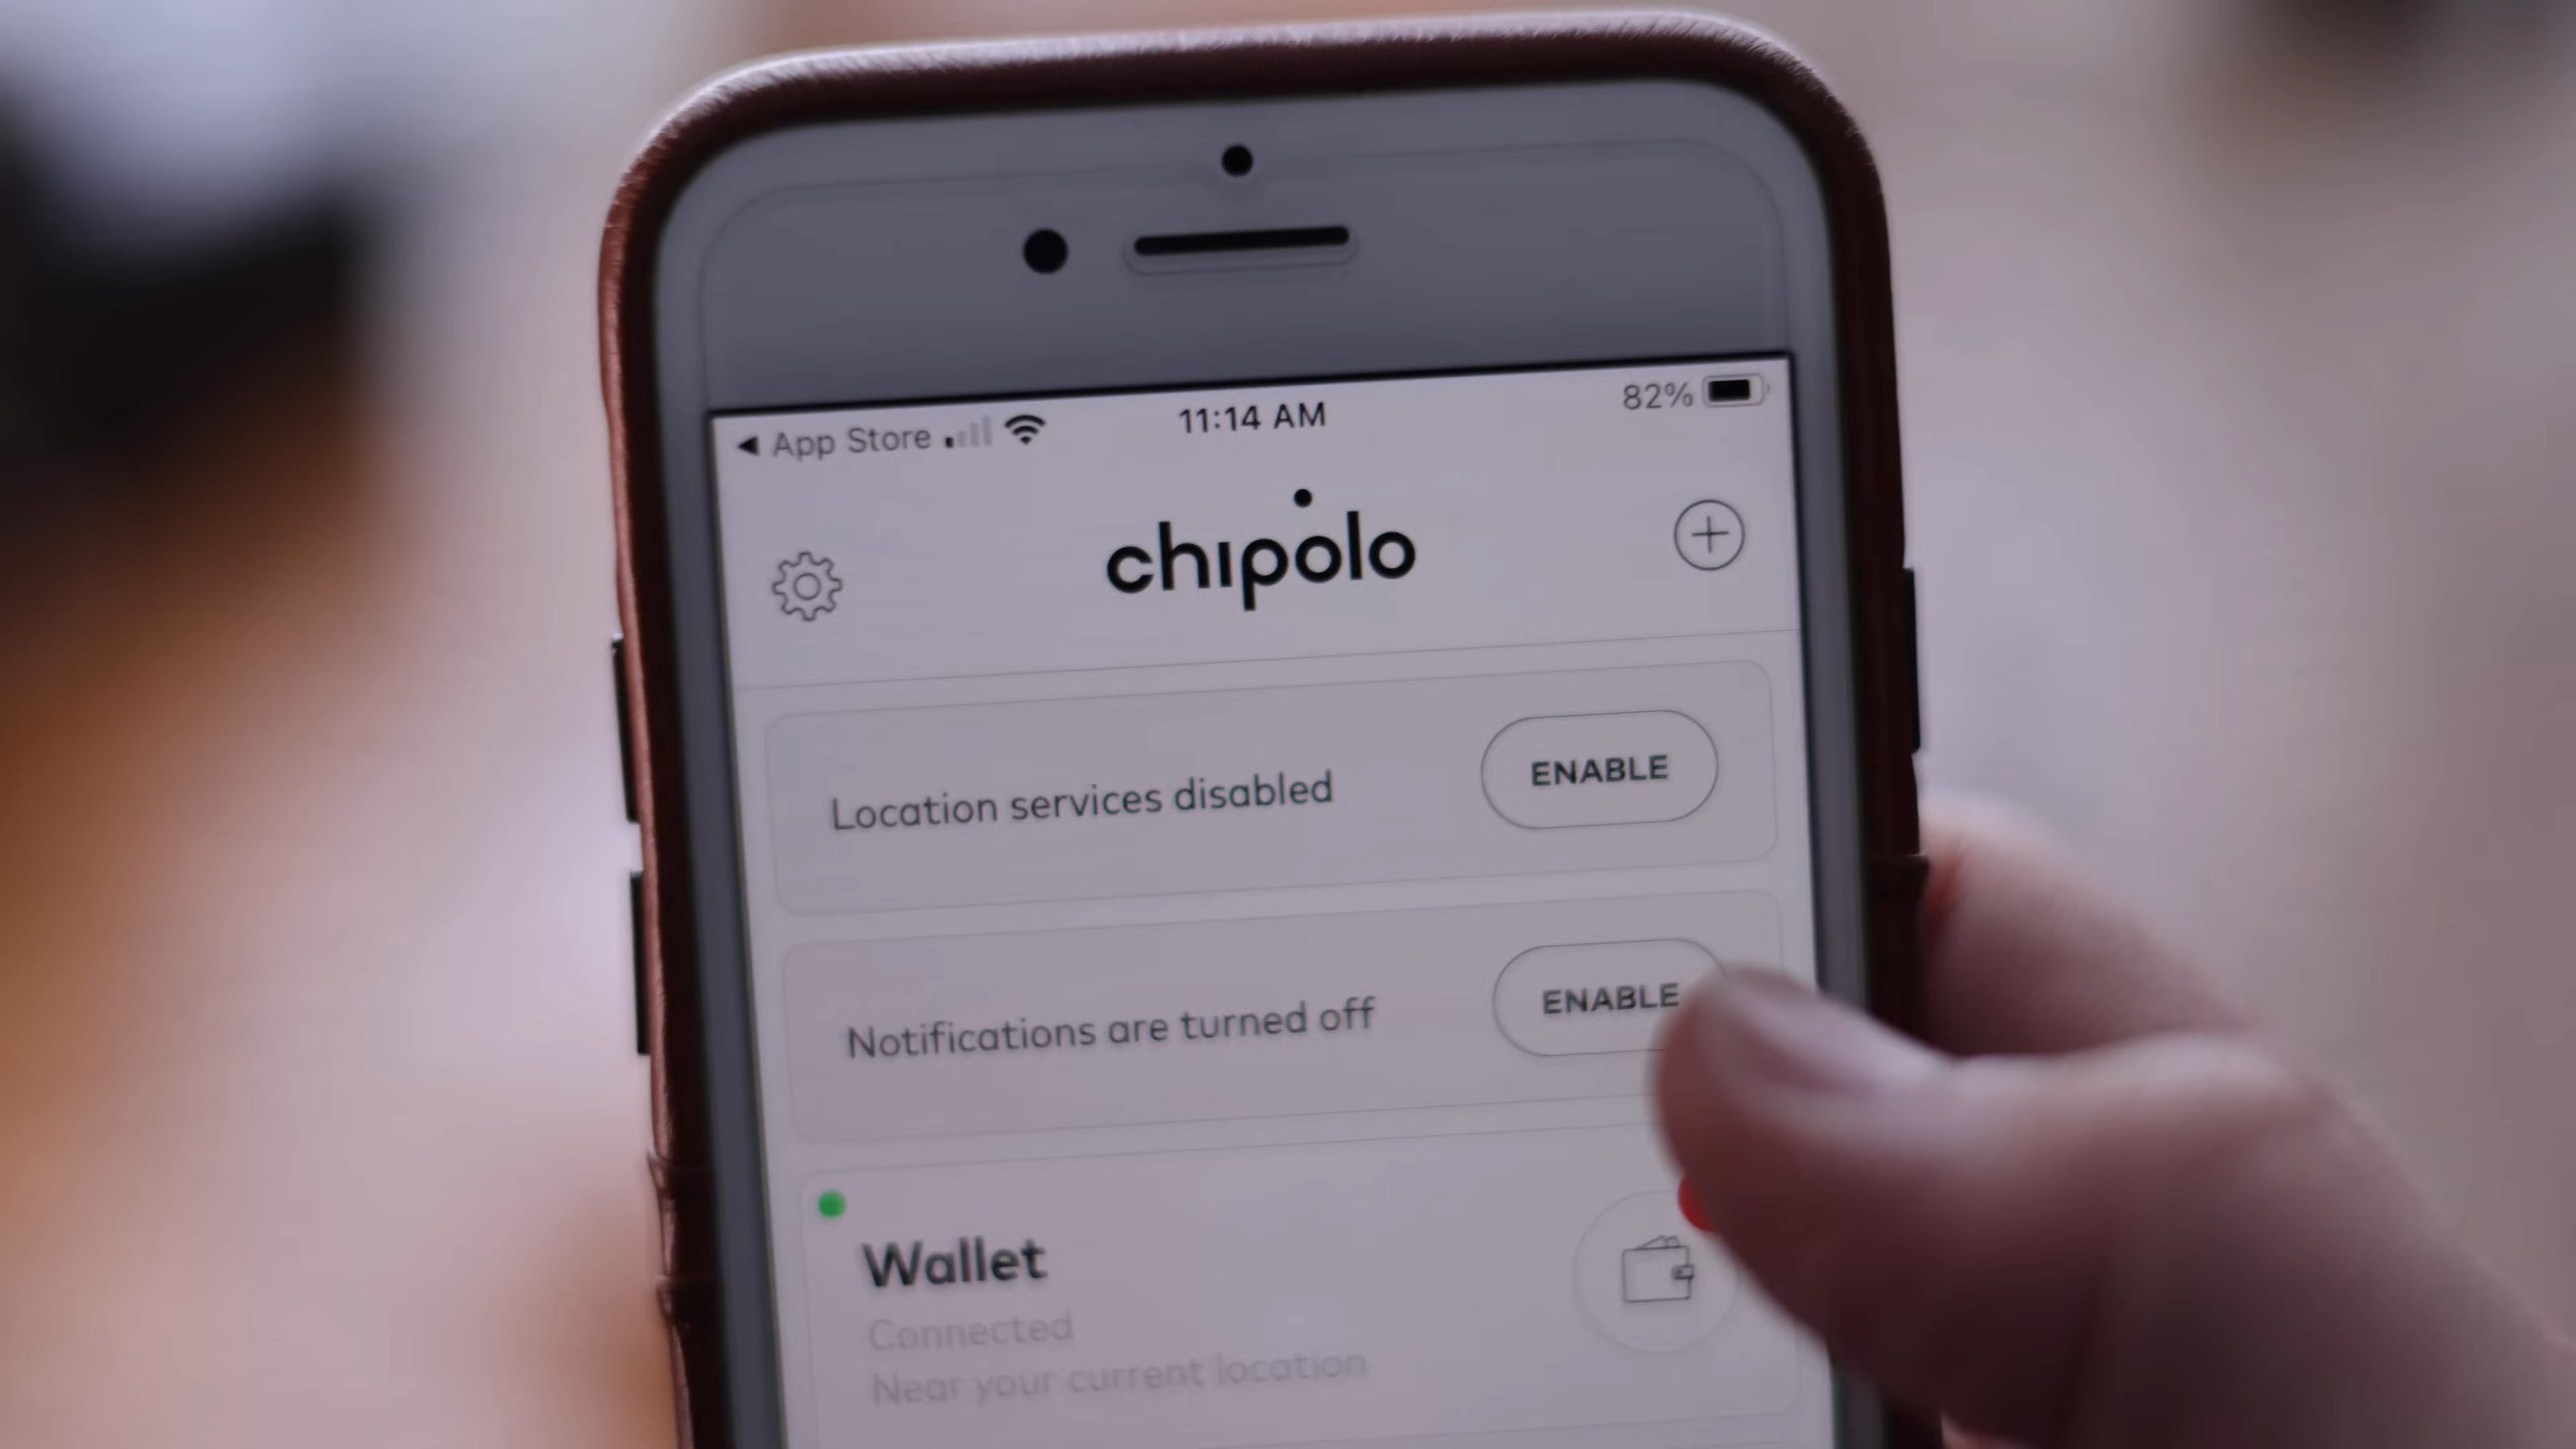 ◀ App Store
11:14 AM
82%
chipolo
Location services disabled
ENABLE
Notifications are turned off
ENABLE
Wallet
Connected
Near your current location